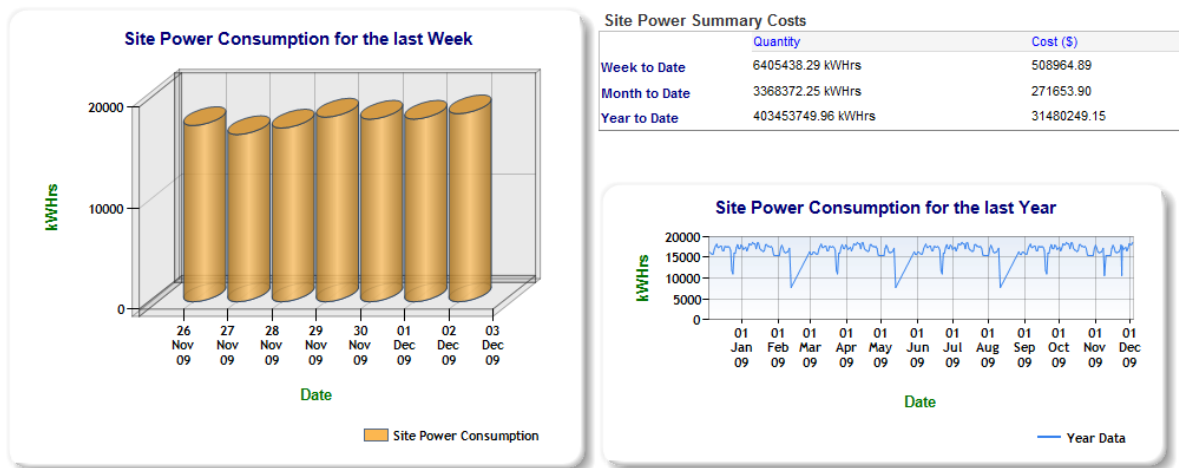 Site Power Consumption for the last Week
20000
10000
0
kWHrs
26 27 28 29 30 01 02 03
Nov Nov Nov Nov Nov Dec Dec Dec
09 09 09 09 09 09 09 09
Date
Site Power Consumption
Site Power Summary Costs
Quantity Cost ($)
Week to Date 6405438.29 kWHrs 508964.89
Month to Date 3368372.25 kWHrs 271653.90
Year to Date 403453749.96 kWHrs 31480249.15
Site Power Consumption for the last Year
20000
15000
10000
5000
0
kWHrs
01 01 01 01 01 01 01 01 01 01 01 01
Jan Feb Mar Apr May Jun Jul Aug Sep Oct Nov Dec
09 09 09 09 09 09 09 09 09 09 09 09
Date
Year Data